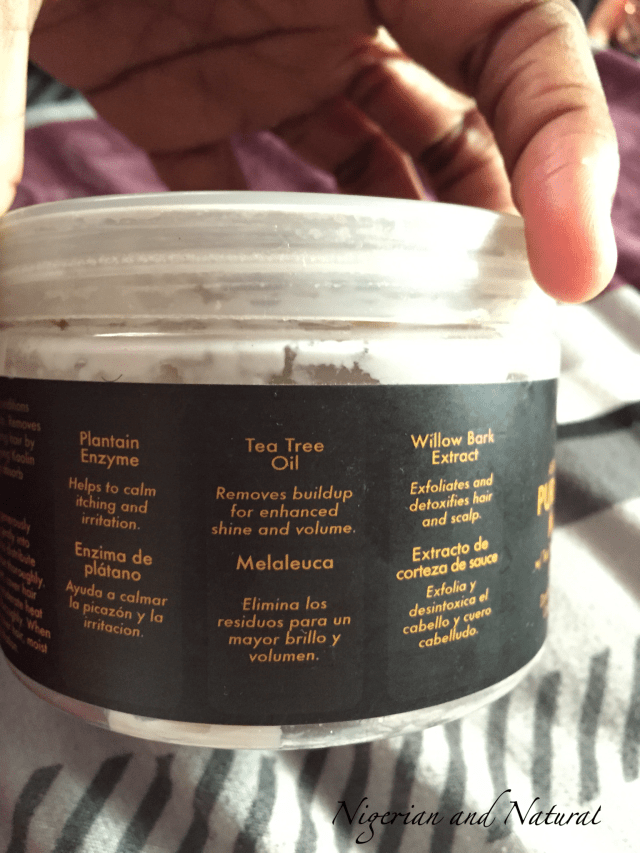 Plantain
Enzyme
Helps to calm
itching and
irritation.
Enzima de
plátano
Ayuda a calmar
la picazón y la
irritacion.
Tea Tree
Oil
Removes buildup
for enhanced
shine and volume.
Melaleuca
Elimina los
residuos para un
mayor brillo y
volumen.
Willow Bark
Extract
Exfoliates and
detoxifies hair
and scalp.
Extracto de
corteza de sauce
Exfolia y
desintoxica el
cabello y cuero
cabelludo.
Nigerian and Natural